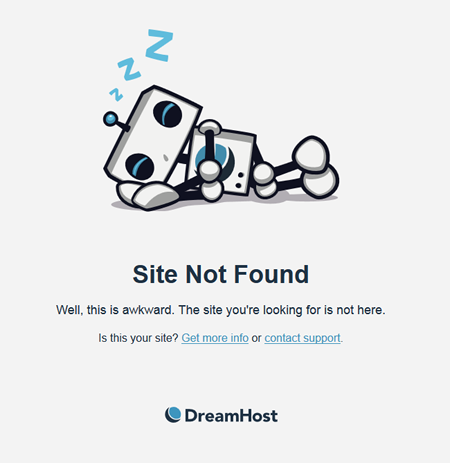 z z z
Site Not Found
Well, this is awkward. The site you're looking for is not here.
Is this your site? Get more info or contact support.
DreamHost